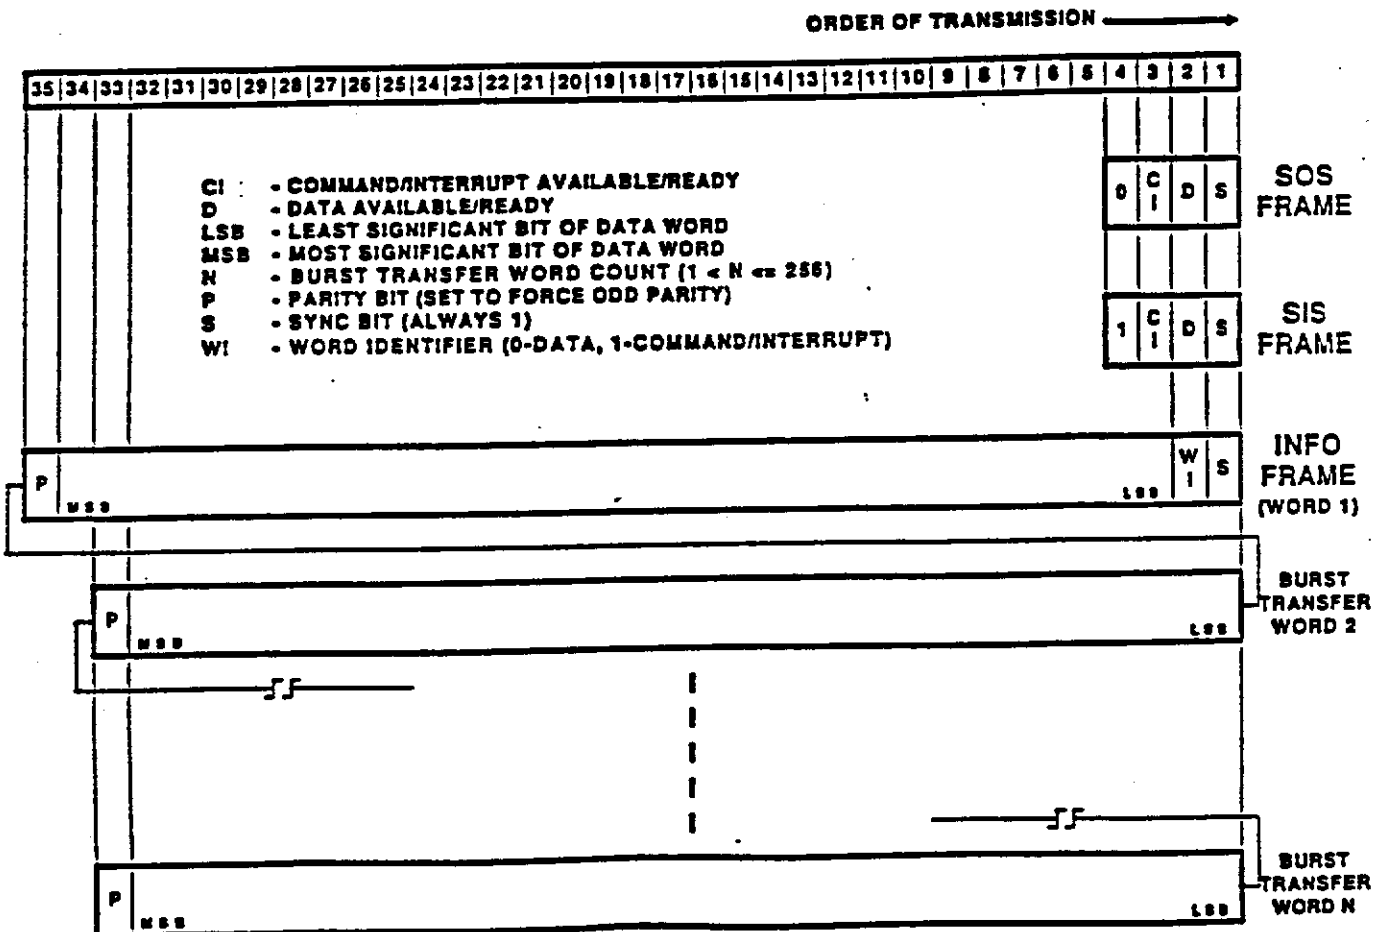 ORDER OF TRANSMISSION
35|34|33|32|31|30|29|28|27|26|25|24|23|22|21|20|19|18|17|16|15|14|13|12|11|10|9|8|7|6|5|4|3|2|1
CI - COMMAND/INTERRUPT AVAILABLE/READY
D - DATA AVAILABLE/READY
LSB - LEAST SIGNIFICANT BIT OF DATA WORD
MSB - MOST SIGNIFICANT BIT OF DATA WORD
N - BURST TRANSFER WORD COUNT (1 < N <= 256)
P - PARITY BIT (SET TO FORCE ODD PARITY)
S - SYNC BIT (ALWAYS 1)
WI - WORD IDENTIFIER (0-DATA, 1-COMMAND/INTERRUPT)
0 CI D S
SOS
FRAME
1 CI D S
SIS
FRAME
P MSB LSB WI S
INFO
FRAME
(WORD 1)
P MSB LSB
BURST
TRANSFER
WORD 2
P MSB LSB
BURST
TRANSFER
WORD N